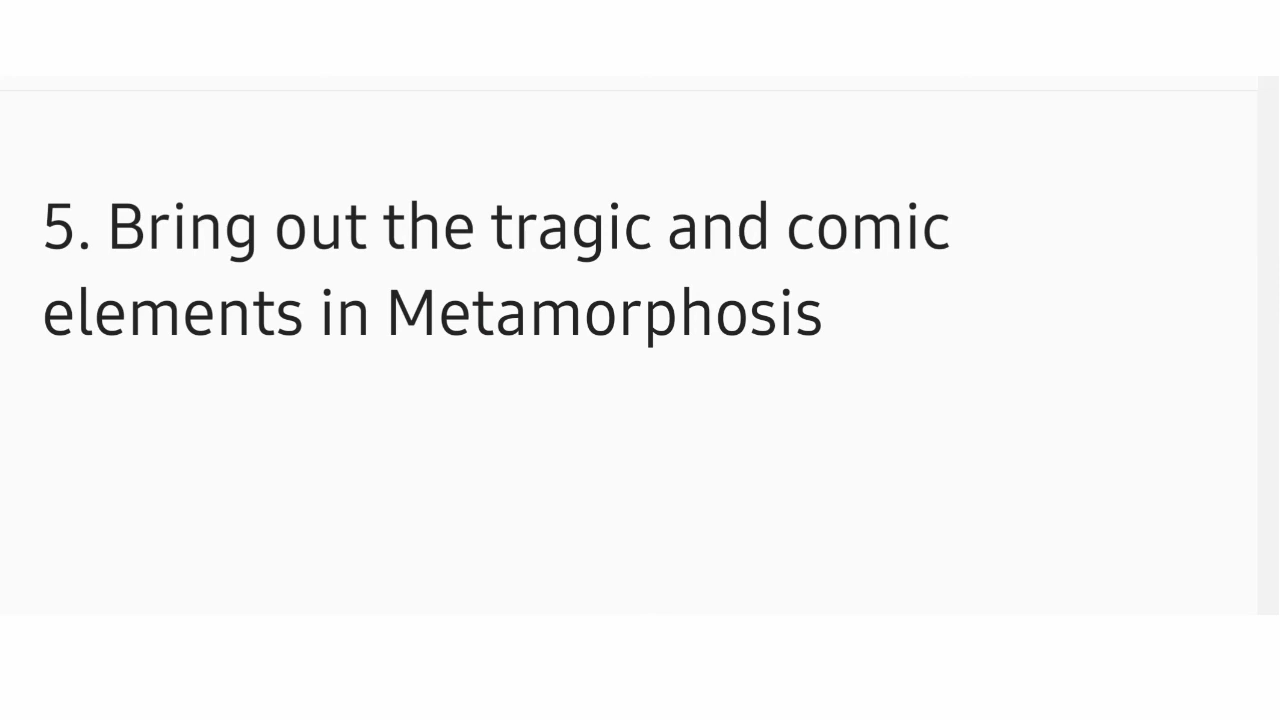 5. Bring out the tragic and comic
elements in Metamorphosis